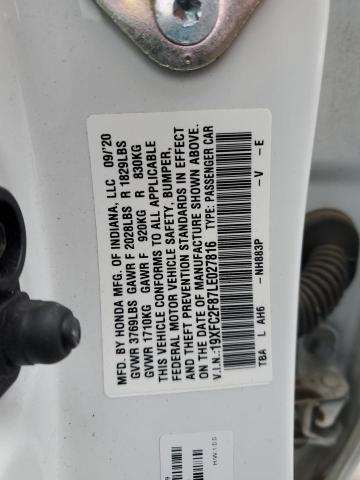 MFD. BY HONDA MFG. OF INDIANA, LLC 09/'20
GVWR 3769LBS GAWR F 2028LBS R 1829LBS
GVWR 1710KG GAWR F 920KG R 830KG
THIS VEHICLE CONFORMS TO ALL APPLICABLE
FEDERAL MOTOR VEHICLE SAFETY, BUMPER,
AND THEFT PREVENTION STANDARDS IN EFFECT
ON THE DATE OF MANUFACTURE SHOWN ABOVE.
V.I.N.:19XFC2F87LE027816 TYPE: PASSENGER CAR
-NH883P -V -E
TBA L AH6
HW100